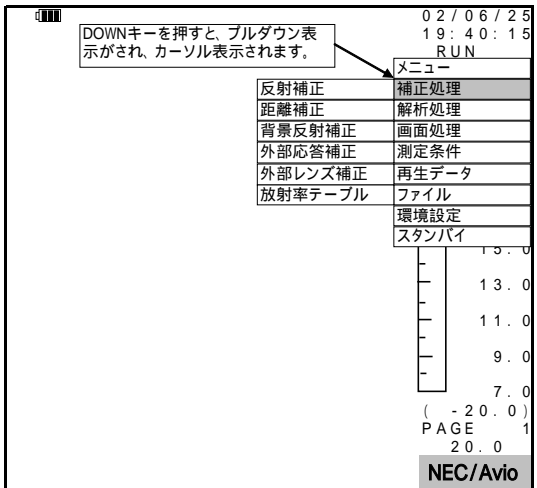 02/06/25
DOWNキーを押すと、プルダウン表
示がされ、カーソル表示されます。
19:40:15
RUN
メニュー
反射補正
補正処理
距離補正
解析処理
背景反射補正
画面処理
外部応答補正
測定条件
外部レンズ補正
再生データ
放射率テーブル
ファイル
環境設定
スタンバイ
15.0
13.0
11.0
9.0
7.0
( -20.0)
PAGE 1
20.0
NEC/Avio